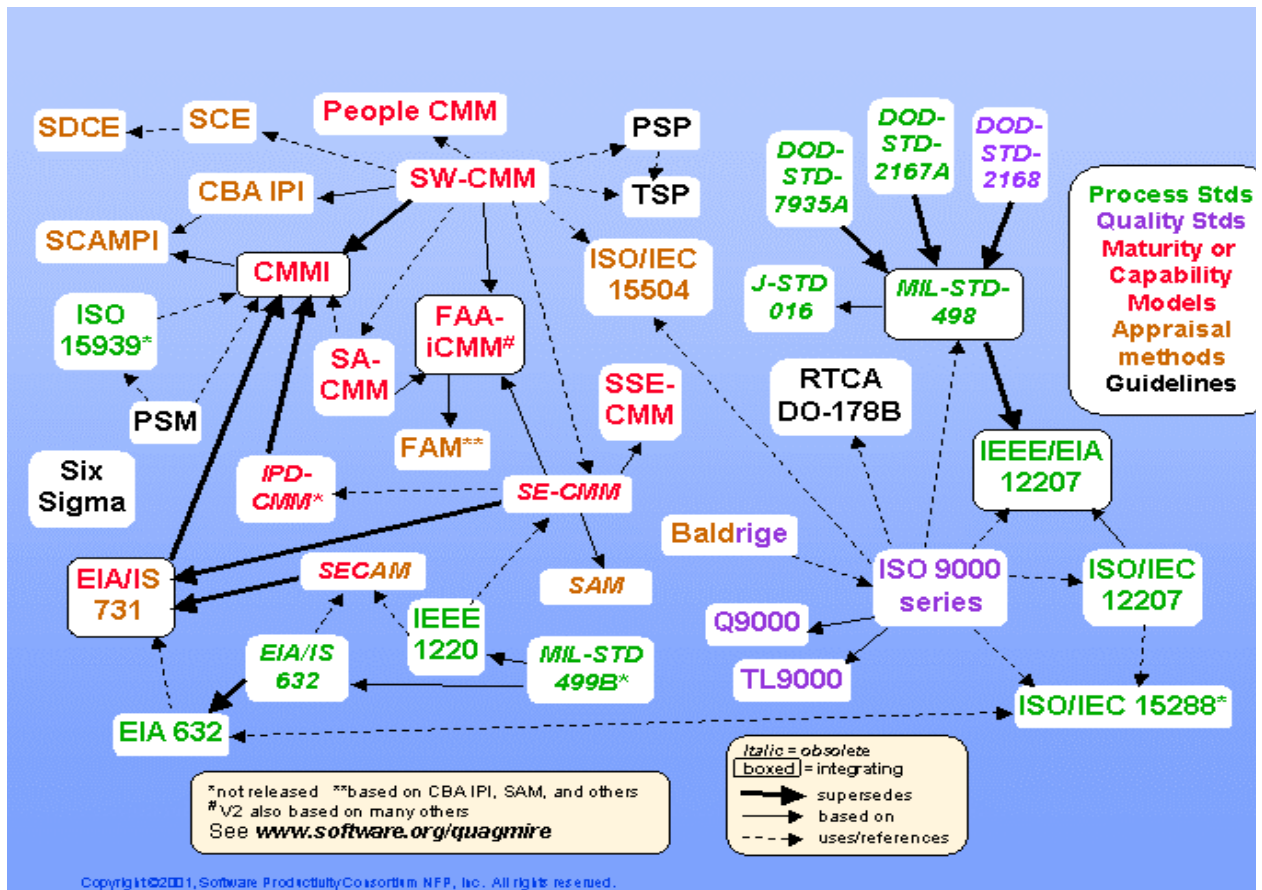 People CMM
SDCE
SCE
PSP
DOD-
STD-
7935A
DOD-
STD-
2167A
DOD-
STD-
2168
SW-CMM
CBA IPI
TSP
SCAMPI
CMMI
ISO/IEC
15504
Process Stds
Quality Stds
Maturity or
Capability
Models
Appraisal
methods
Guidelines
ISO
15939*
FAA-
iCMM#
J-STD
016
MIL-STD-
498
SA-
CMM
SSE-
CMM
RTCA
DO-178B
PSM
FAM**
Six
Sigma
IPD-
CMM*
SE-CMM
IEEE/EIA
12207
Baldrige
EIA/IS
731
SECAM
SAM
ISO 9000
series
ISO/IEC
12207
IEEE
1220
Q9000
EIA/IS
632
MIL-STD
499B*
TL9000
ISO/IEC 15288*
EIA 632
Italic = obsolete
boxed = integrating
supersedes
based on
uses/references
*not released **based on CBA IPI, SAM, and others
#V2 also based on many others
See www.software.org/quagmire
Copyright©2001, Software Productivity Consortium NFP, Inc. All rights reserved.